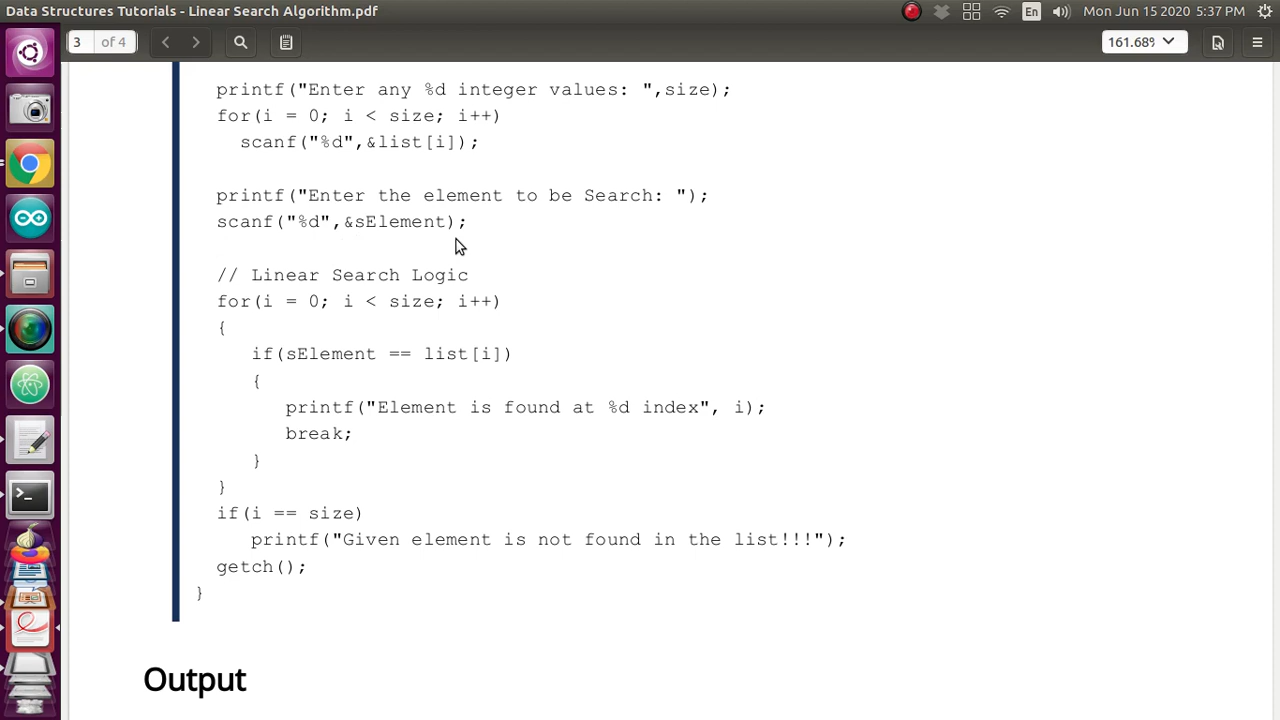 Data Structures Tutorials - Linear Search Algorithm.pdf
En
Mon Jun 15 2020 5:37 PM
3 of 4
161.68%
printf("Enter any %d integer values: ",size);
for(i = 0; i < size; i++)
scanf("%d",&list[i]);
printf("Enter the element to be Search: ");
scanf("%d",&sElement);
// Linear Search Logic
for(i = 0; i < size; i++)
{
if(sElement == list[i])
{
printf("Element is found at %d index", i);
break;
}
}
if(i == size)
printf("Given element is not found in the list!!!");
getch();
}
Output